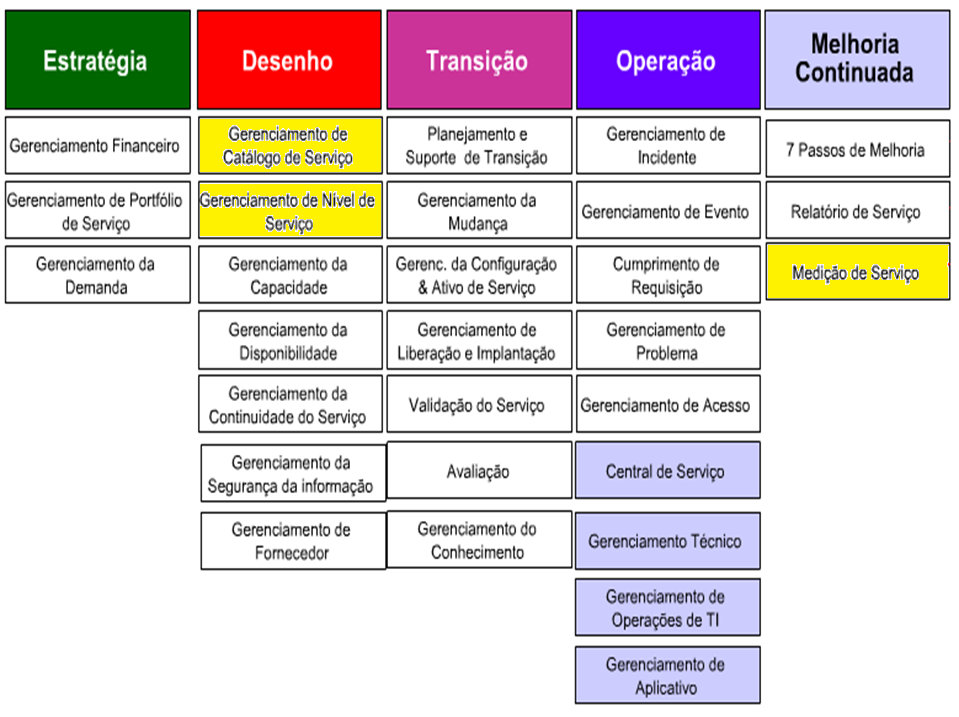 Estratégia
Gerenciamento Financeiro
Gerenciamento de Portfólio
de Serviço
Gerenciamento da
Demanda
Desenho
Gerenciamento de
Catálogo de Serviço
Gerenciamento de Nível de
Serviço
Gerenciamento da
Capacidade
Gerenciamento da
Disponibilidade
Gerenciamento da
Continuidade do Serviço
Gerenciamento da
Segurança da informação
Gerenciamento de
Fornecedor
Transição
Planejamento e
Suporte de Transição
Gerenciamento da
Mudança
Gerenc. da Configuração
& Ativo de Serviço
Gerenciamento de
Liberação e Implantação
Validação do Serviço
Avaliação
Gerenciamento do
Conhecimento
Operação
Gerenciamento de
Incidente
Gerenciamento de Evento
Cumprimento de
Requisição
Gerenciamento de
Problema
Gerenciamento de Acesso
Central de Serviço
Gerenciamento Técnico
Gerenciamento de
Operações de TI
Gerenciamento de
Aplicativo
Melhoria
Continuada
7 Passos de Melhoria
Relatório de Serviço
Medição de Serviço